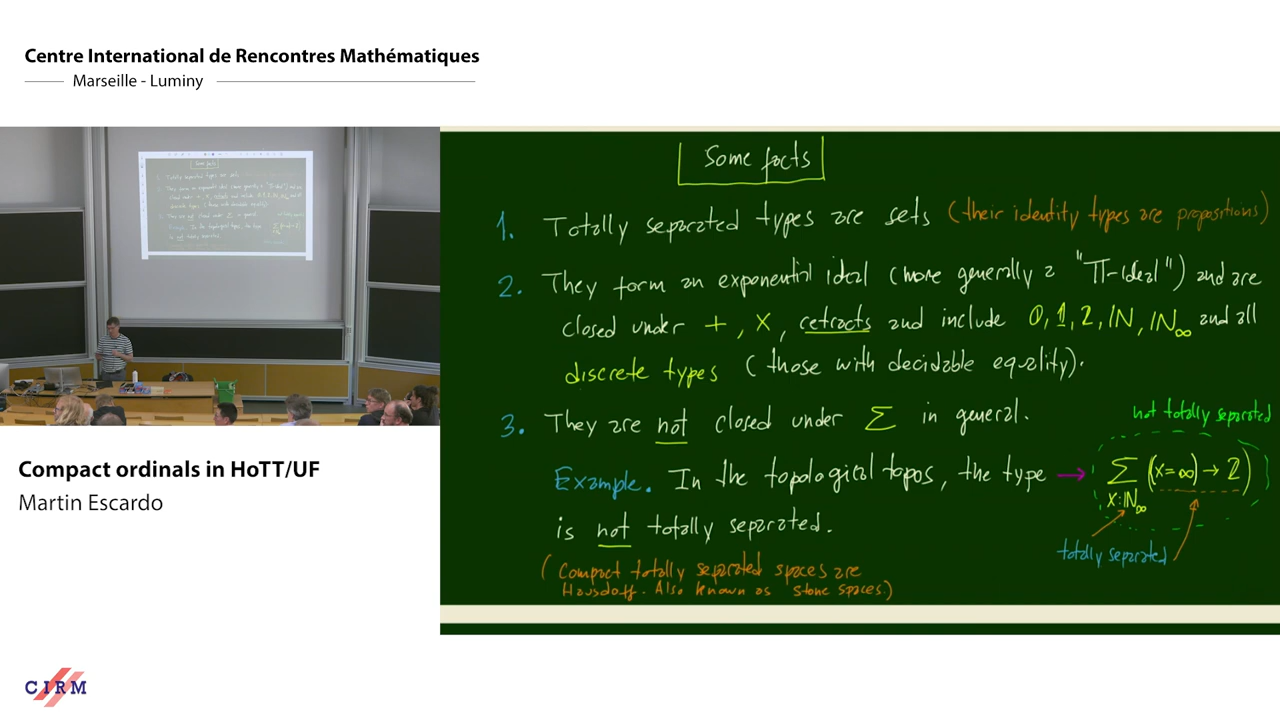 Centre International de Rencontres Mathématiques
Marseille - Luminy
Some facts
1. Totally separated types are sets (their identity types are propositions)
2. They form an exponential ideal (more generally a "Π-ideal") and are
closed under +, ×, retracts and include 0, 1, 2, ℕ, ℕ∞ and all
discrete types (those with decidable equality).
3. They are not closed under Σ in general.
not totally separated
Example. In the topological topos, the type → Σ (x=∞) → 2
x:ℕ∞
is not totally separated.
totally separated
(Compact totally separated spaces are
Hausdorff. Also known as Stone spaces.)
Compact ordinals in HoTT/UF
Martin Escardo
CIRM